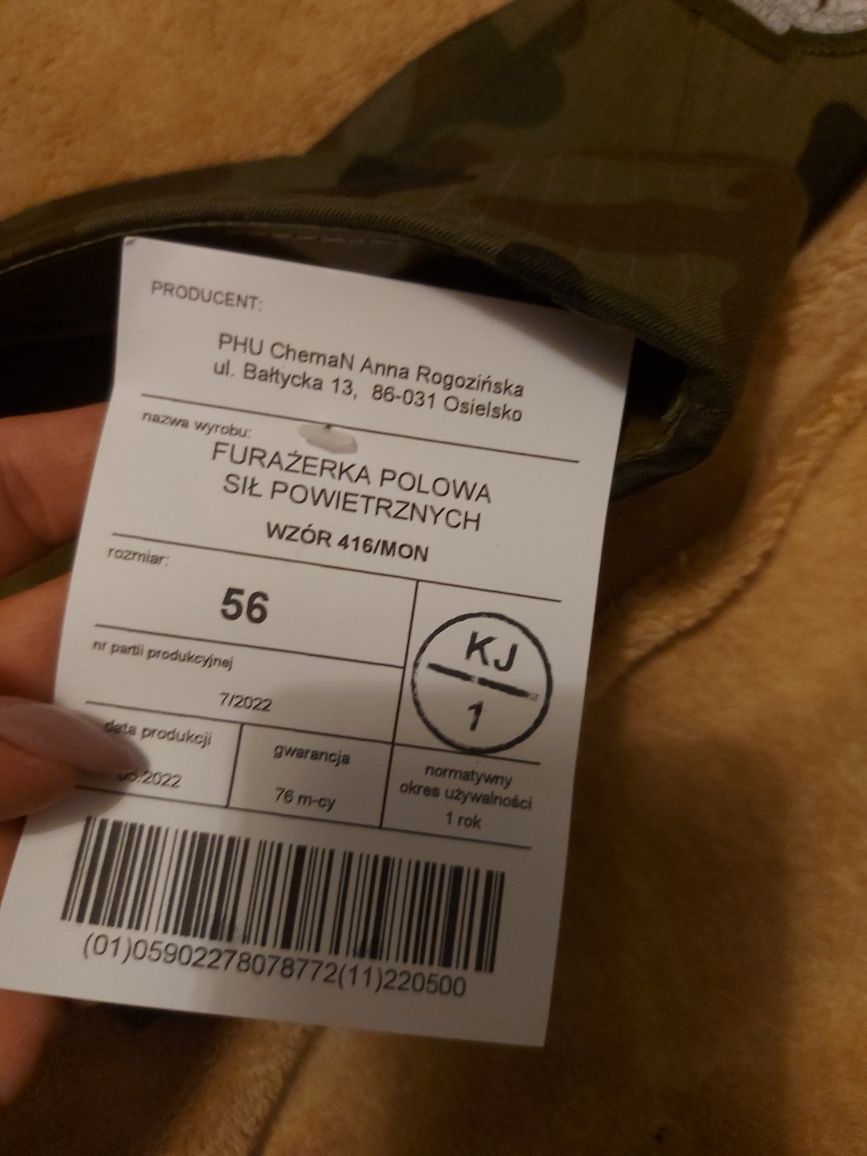 PRODUCENT:
PHU ChemaN Anna Rogozińska
ul. Bałtycka 13, 86-031 Osielsko
nazwa wyrobu:
FURAŻERKA POLOWA
SIŁ POWIETRZNYCH
WZÓR 416/MON
rozmiar:
56
KJ
1
nr partii produkcyjnej
7/2022
data produkcji
05.2022
gwarancja
76 m-cy
normatywny
okres używalności
1 rok
(01)05902278078772(11)220500